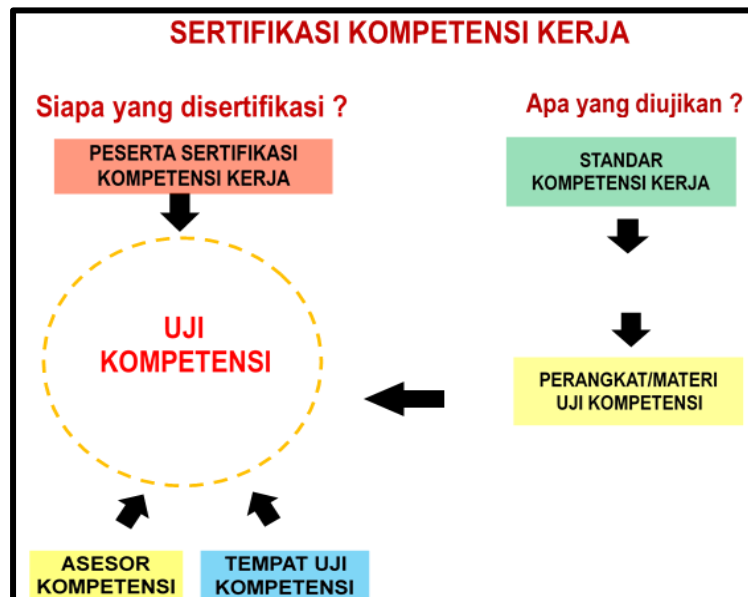 SERTIFIKASI KOMPETENSI KERJA
Siapa yang disertifikasi ?
PESERTA SERTIFIKASI
KOMPETENSI KERJA
Apa yang diujikan ?
STANDAR
KOMPETENSI KERJA
UJI
KOMPETENSI
PERANGKAT/MATERI
UJI KOMPETENSI
ASESOR
KOMPETENSI
TEMPAT UJI
KOMPETENSI